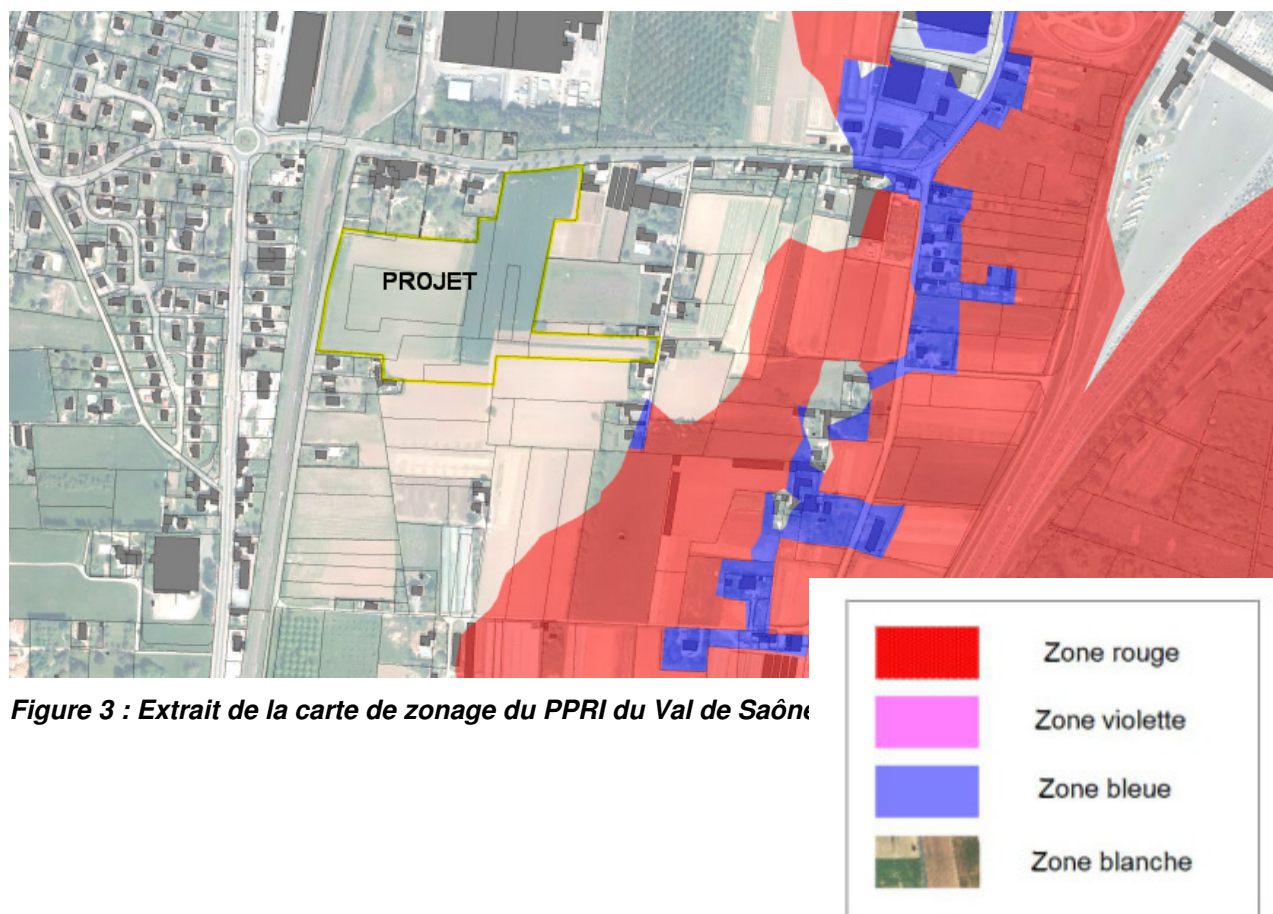 PROJET
Figure 3 : Extrait de la carte de zonage du PPRI du Val de Saône
Zone rouge
Zone violette
Zone bleue
Zone blanche